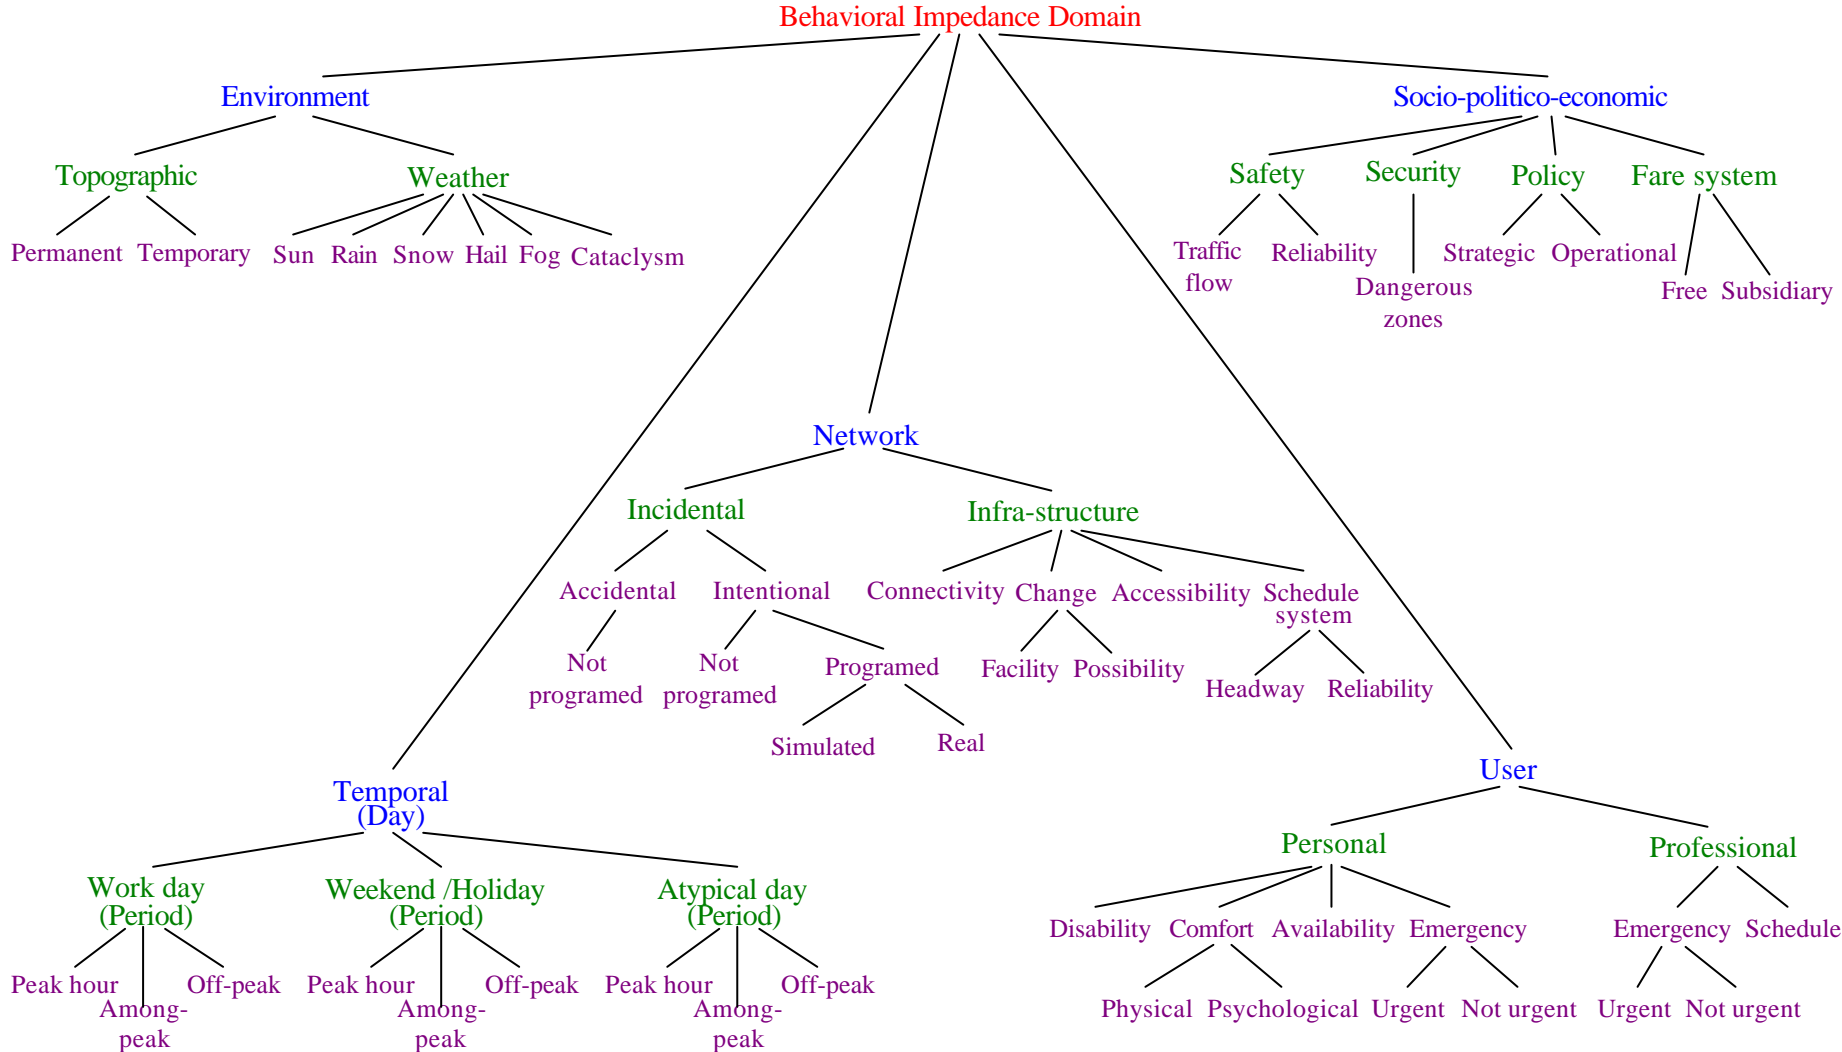 Behavioral Impedance Domain
Environment
Socio-politico-economic
Topographic
Weather
Safety
Security
Policy
Fare system
Permanent
Temporary
Sun
Rain
Snow
Hail
Fog
Cataclysm
Traffic
flow
Reliability
Dangerous
zones
Strategic
Operational
Free
Subsidiary
Network
Incidental
Infra-structure
Accidental
Intentional
Connectivity
Change
Accessibility
Schedule
system
Not
programed
Not
programed
Programed
Facility
Possibility
Headway
Reliability
Simulated
Real
Temporal
(Day)
User
Work day
(Period)
Weekend /Holiday
(Period)
Atypical day
(Period)
Personal
Professional
Peak hour
Among-
peak
Off-peak
Peak hour
Among-
peak
Off-peak
Peak hour
Among-
peak
Off-peak
Disability
Comfort
Availability
Emergency
Emergency
Schedule
Physical
Psychological
Urgent
Not urgent
Urgent
Not urgent